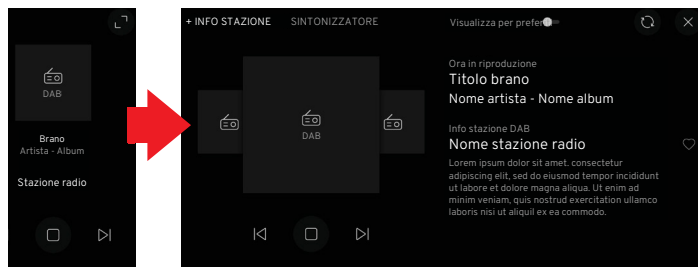 DAB
Brano
Artista - Album
Stazione radio
+ INFO STAZIONE
SINTONIZZATORE
Visualizza per prefer
DAB
Ora in riproduzione
Titolo brano
Nome artista - Nome album
Info stazione DAB
Nome stazione radio
Lorem ipsum dolor sit amet. consectetur
adipiscing elit, sed do eiusmod tempor incididunt
ut labore et dolore magna aliqua. Ut enim ad
minim veniam, quis nostrud exercitation ullamco
laboris nisi ut aliquil ex ea commodo.